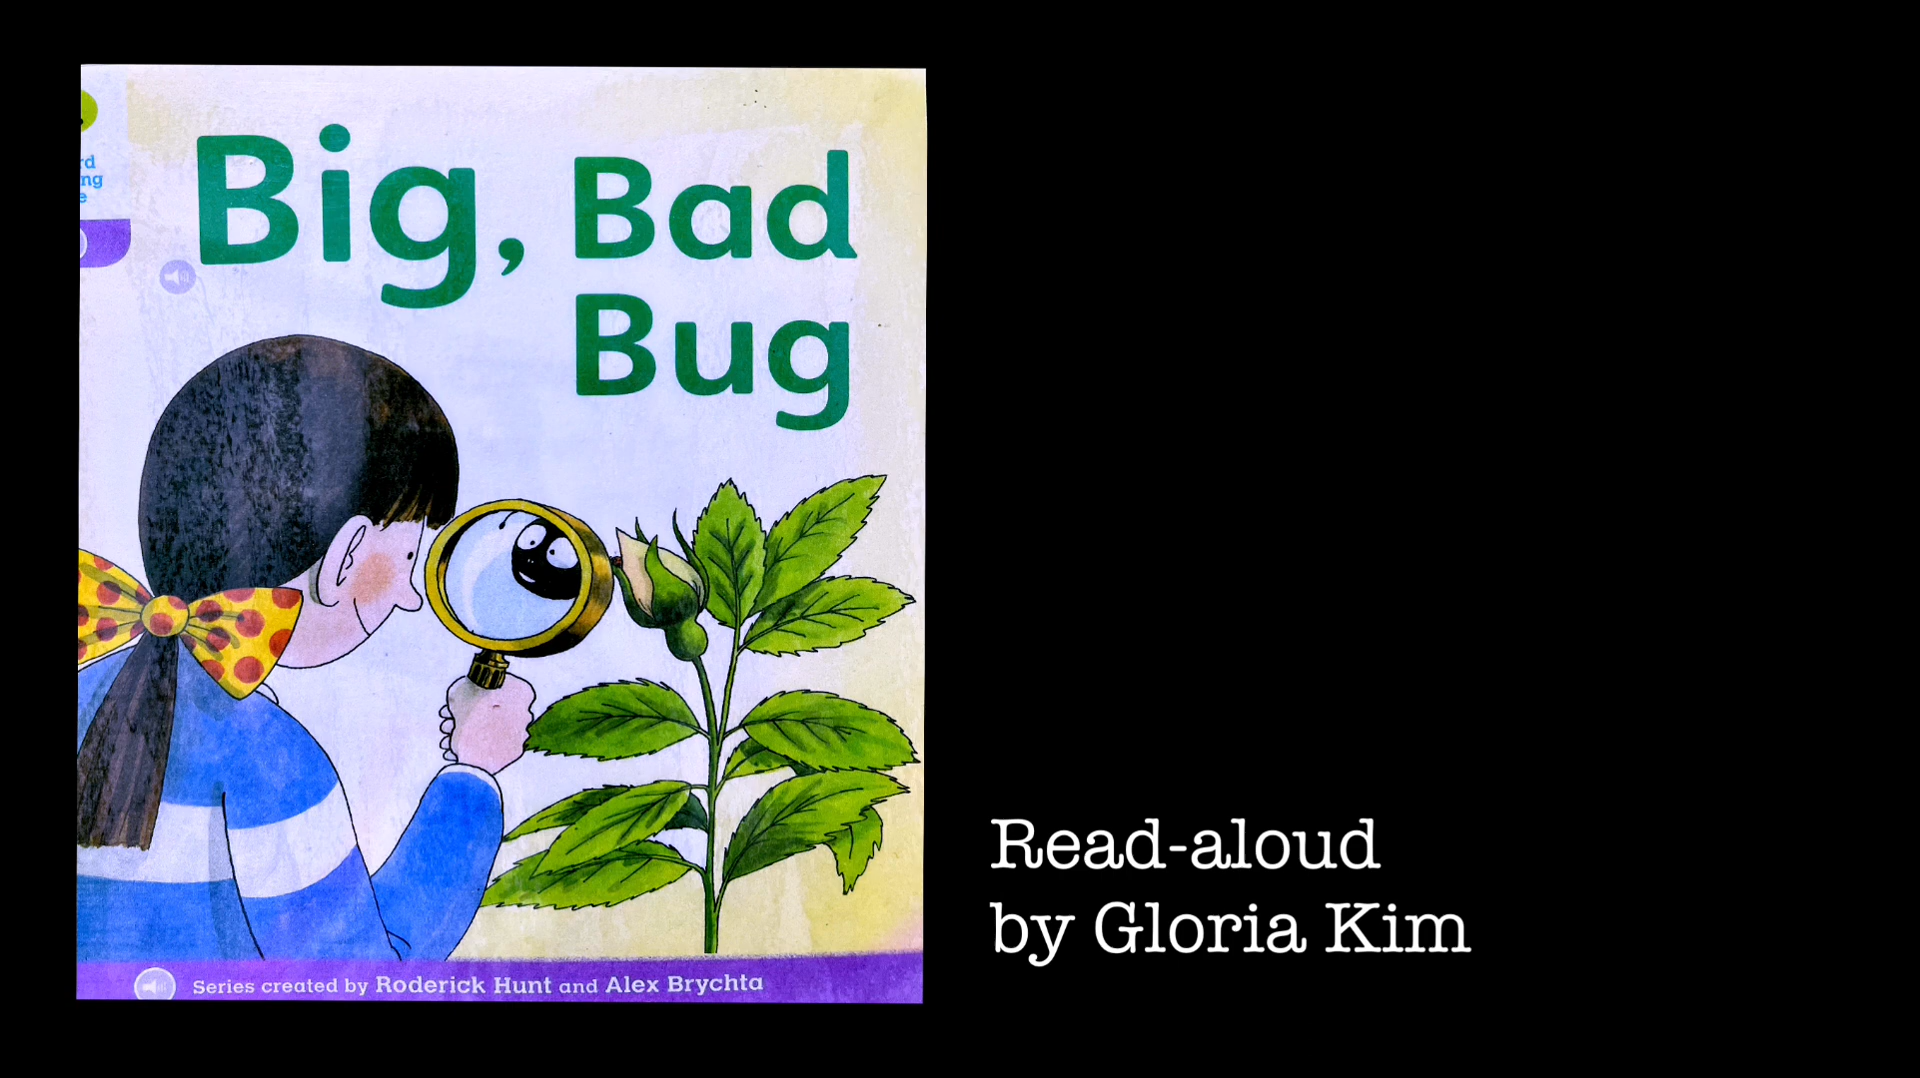 Big, Bad
Bug
Series created by Roderick Hunt and Alex Brychta
Read-aloud
by Gloria Kim